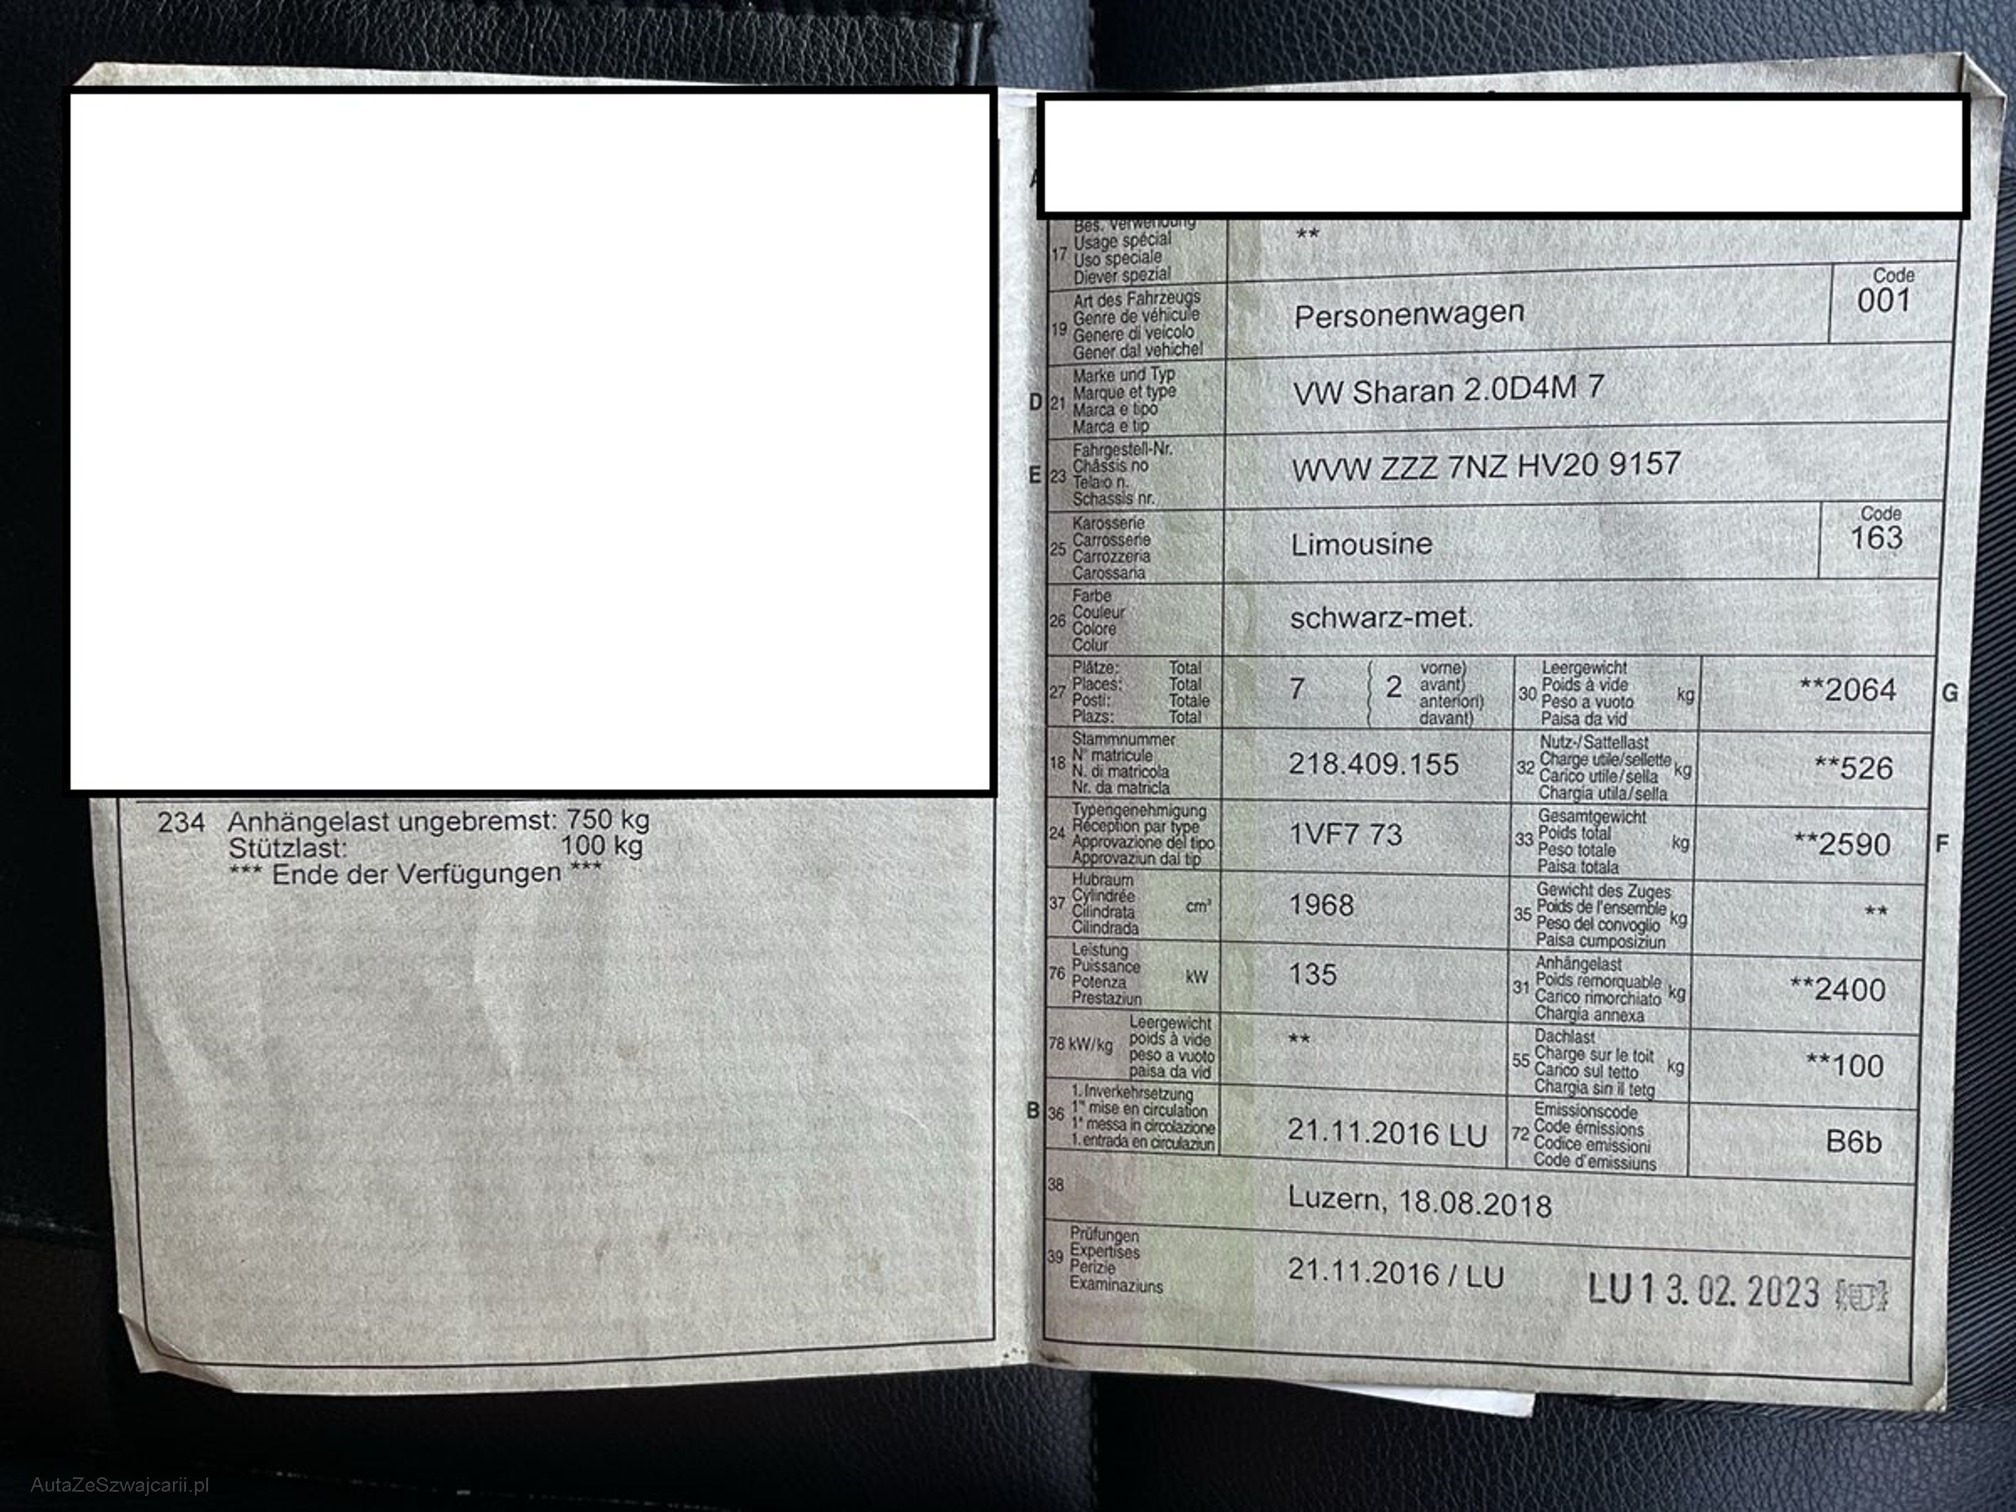 234 Anhängelast ungebremst: 750 kg
Stützlast: 100 kg
*** Ende der Verfügungen ***
17 Bes. Verwendung
Usage spécial
Uso speciale
Diever spezial
**
19 Art des Fahrzeugs
Genre de véhicule
Genere di veicolo
Gener dal vehichel
Personenwagen
Code
001
D 21 Marke und Typ
Marque et type
Marca e tipo
Marca e tip
VW Sharan 2.0D4M 7
E 23 Fahrgestell-Nr.
Châssis no
Telaio n.
Schassis nr.
WVW ZZZ 7NZ HV20 9157
25 Karosserie
Carrosserie
Carrozzeria
Carossaria
Limousine
Code
163
26 Farbe
Couleur
Colore
Colur
schwarz-met.
27 Plätze: Total
Places: Total
Posti: Totale
Plazs: Total
7 ( 2 vorne)
avant)
anteriori)
davant)
30 Leergewicht
Poids à vide kg
Peso a vuoto
Paisa da vid
**2064 G
18 Stammnummer
N° matricule
N. di matricola
Nr. da matricla
218.409.155
32 Nutz-/Sattellast
Charge utile/sellette kg
Carico utile/sella
Chargia utila/sella
**526
24 Typengenehmigung
Réception par type
Approvazione del tipo
Approvaziun dal tip
1VF7 73
33 Gesamtgewicht
Poids total kg
Peso totale
Paisa totala
**2590 F
37 Hubraum
Cylindrée cm³
Cilindrata
Cilindrada
1968
35 Gewicht des Zuges
Poids de l'ensemble kg
Peso del convoglio
Paisa cumposiziun
**
76 Leistung
Puissance kW
Potenza
Prestaziun
135
31 Anhängelast
Poids remorquable kg
Carico rimorchiato
Chargia annexa
**2400
78 kW/kg Leergewicht
poids à vide
peso a vuoto
paisa da vid
**
55 Dachlast
Charge sur le toit kg
Carico sul tetto
Chargia sin il tetg
**100
B 36 1. Inverkehrsetzung
1re mise en circulation
1a messa in circolazione
1. entrada en circulaziun
21.11.2016 LU
72 Emissionscode
Code émissions
Codice emissioni
Code d'emissiuns
B6b
38 Luzern, 18.08.2018
39 Prüfungen
Expertises
Perizie
Examinaziuns
21.11.2016 / LU
LU 13. 02. 2023
AutaZeSzwajcarii.pl